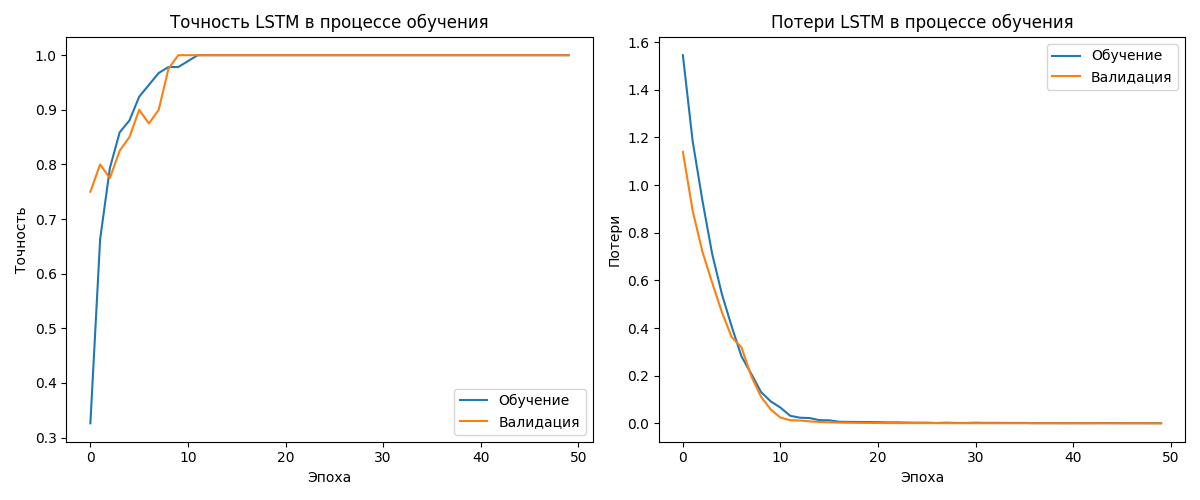 Точность LSTM в процессе обучения
Точность
1.0
0.9
0.8
0.7
0.6
0.5
0.4
0.3
Обучение
Валидация
0 10 20 30 40 50
Эпоха
Потери LSTM в процессе обучения
Потери
1.6
1.4
1.2
1.0
0.8
0.6
0.4
0.2
0.0
Обучение
Валидация
0 10 20 30 40 50
Эпоха